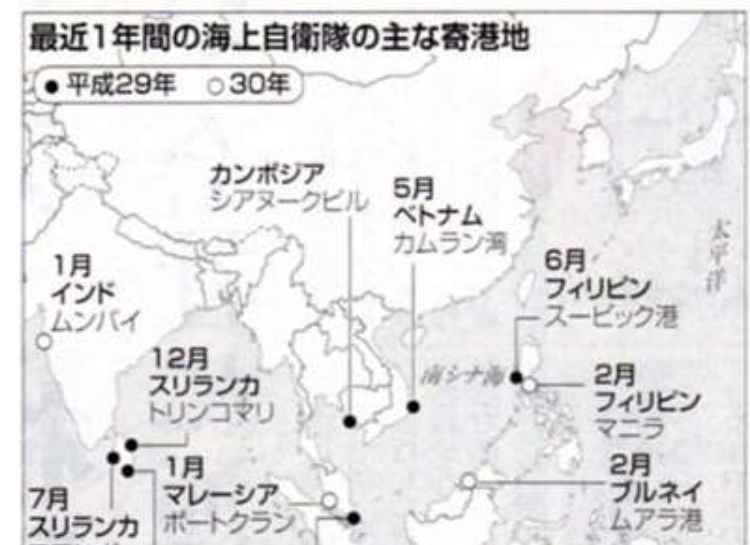 最近1年間の海上自衛隊の主な寄港地
●平成29年 ○30年
カンボジア
シアヌークビル
5月
ベトナム
カムラン湾
太平洋
6月
フィリピン
スービック港
1月
インド
ムンバイ
12月
スリランカ
トリンコマリ
南シナ海
2月
フィリピン
マニラ
1月
マレーシア
ポートクラン
2月
ブルネイ
ムアラ港
7月
スリランカ